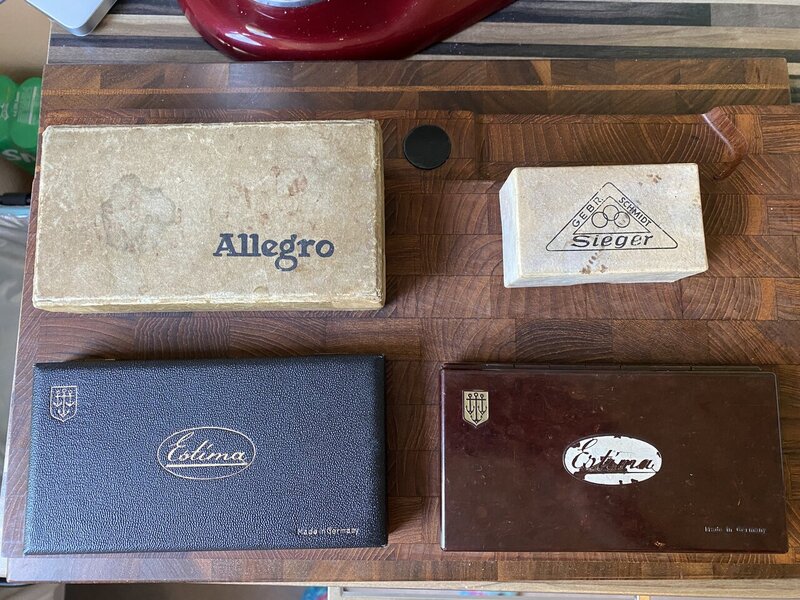 Allegro
GEBR. SCHMIDT
Sieger
Estima
Made in Germany
Estima
Made in Germany